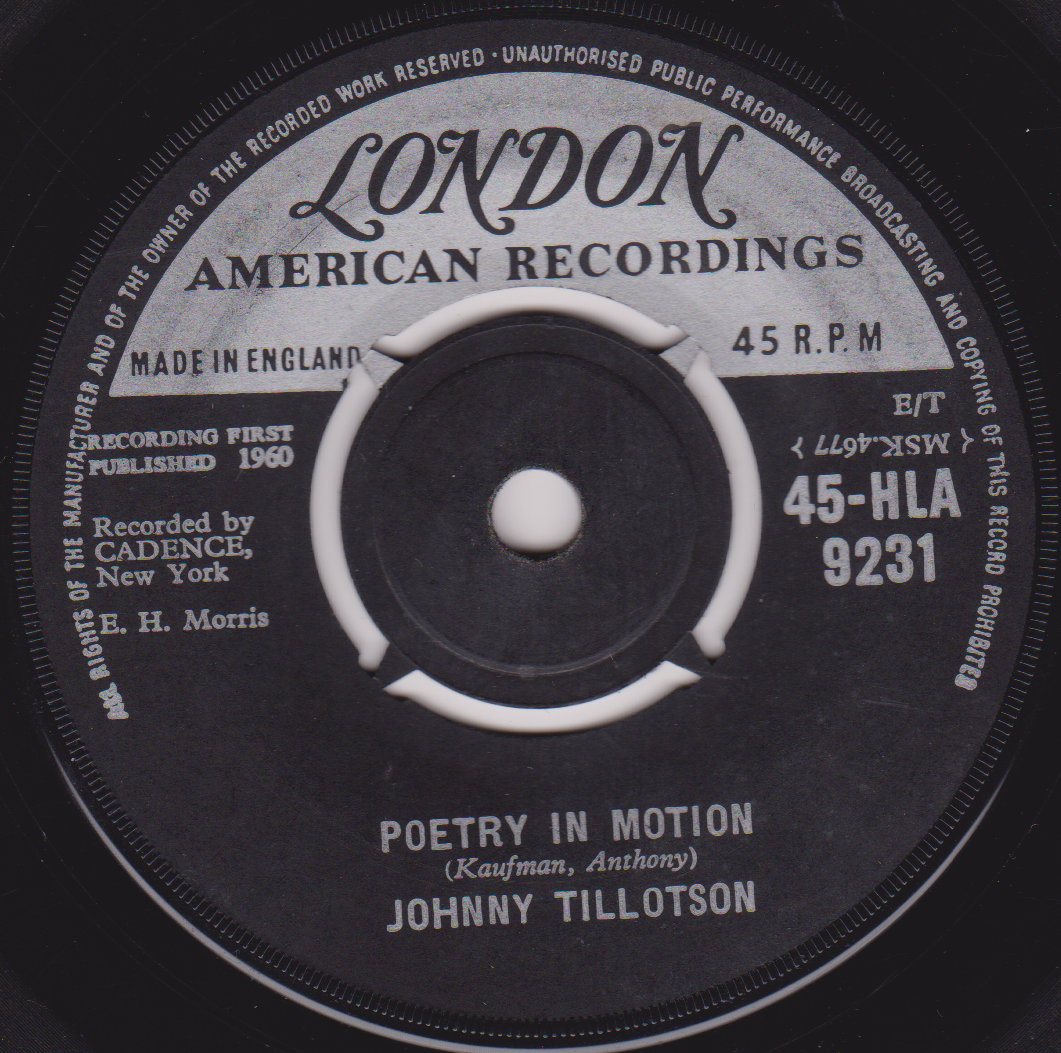 ALL RIGHTS OF THE MANUFACTURER AND OF THE OWNER OF THE RECORDED WORK RESERVED · UNAUTHORISED PUBLIC PERFORMANCE BROADCASTING AND COPYING OF THIS RECORD PROHIBITED
LONDON
AMERICAN RECORDINGS
MADE IN ENGLAND
45 R.P.M
E/T
{ MSK.4677 }
45-HLA
9231
RECORDING FIRST
PUBLISHED 1960
Recorded by
CADENCE,
New York
E. H. Morris
POETRY IN MOTION
(Kaufman, Anthony)
JOHNNY TILLOTSON